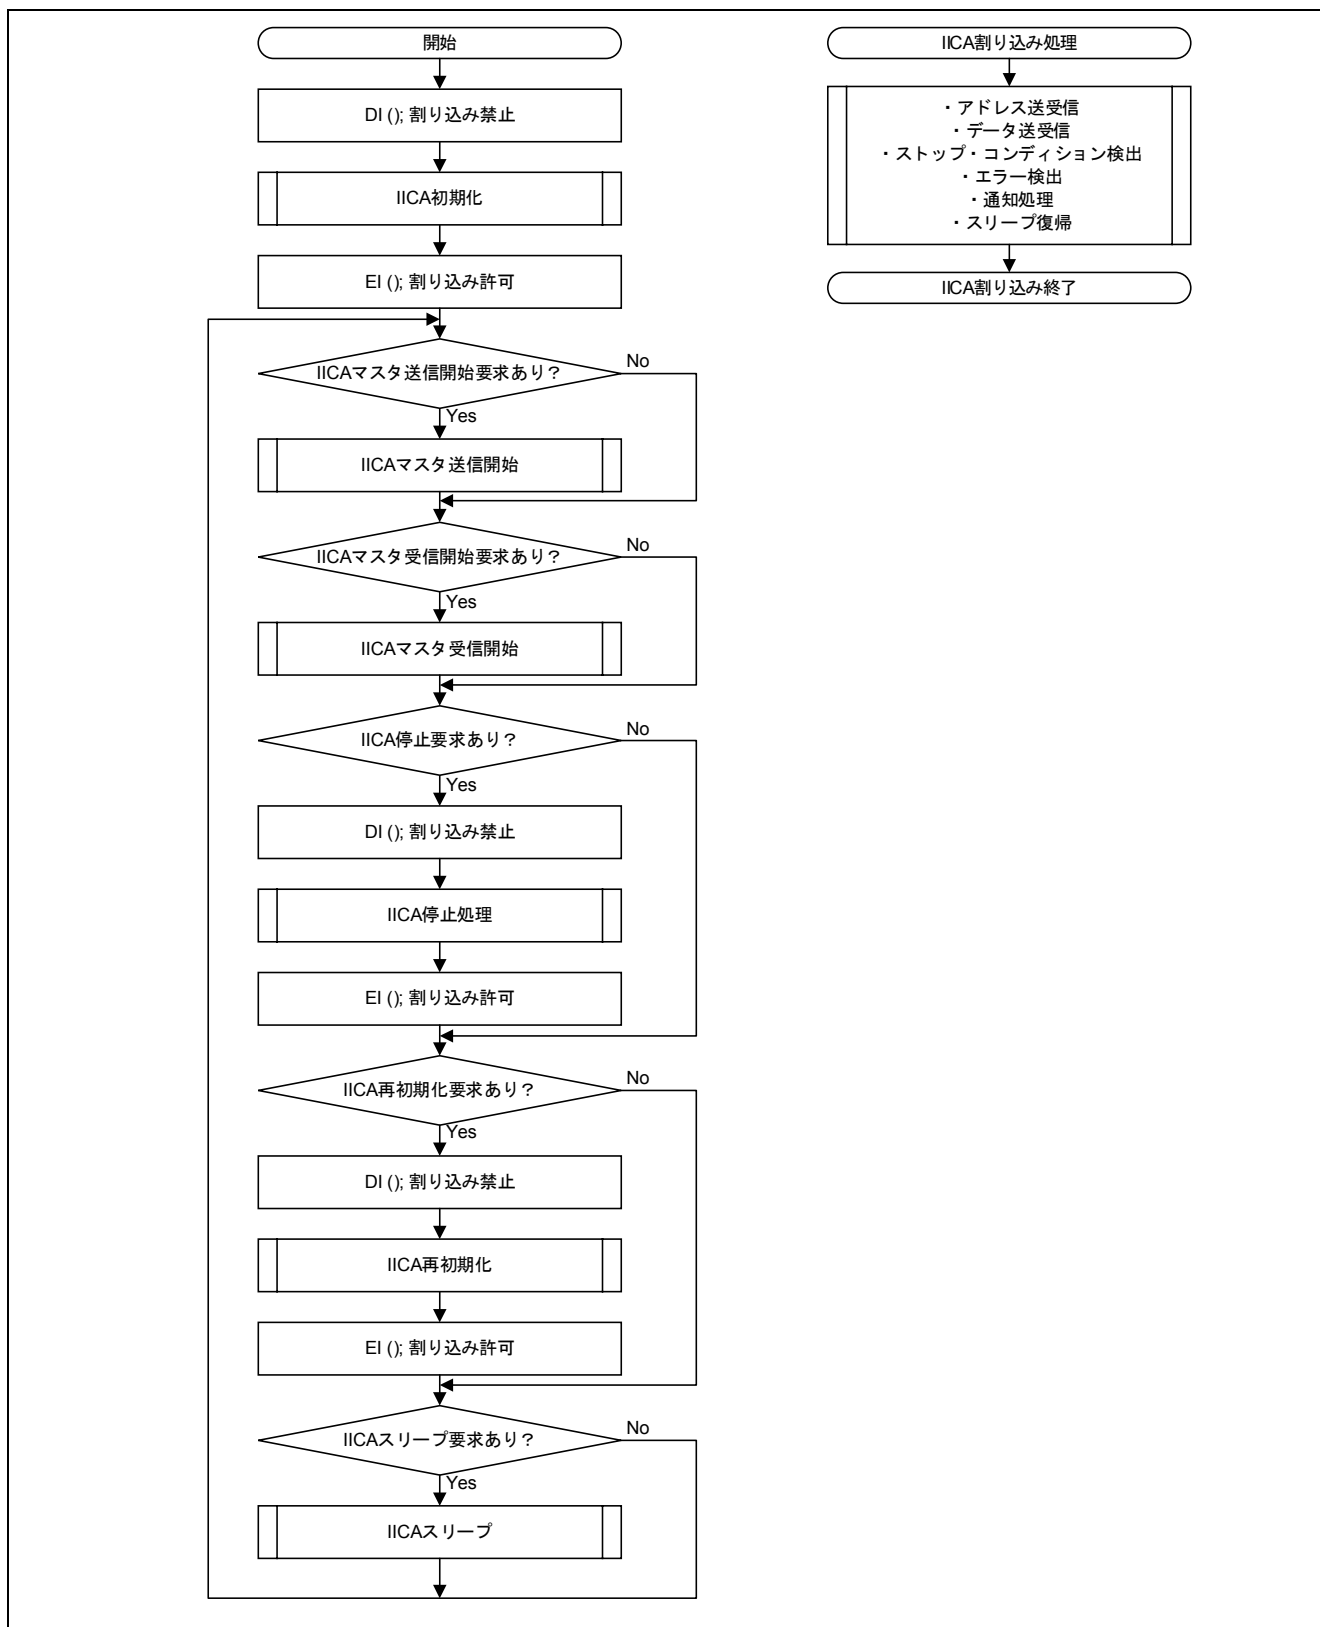 開始
DI (); 割り込み禁止
IICA初期化
EI (); 割り込み許可
IICAマスタ送信開始要求あり？
No
Yes
IICAマスタ送信開始
IICAマスタ受信開始要求あり？
No
Yes
IICAマスタ受信開始
IICA停止要求あり？
No
Yes
DI (); 割り込み禁止
IICA停止処理
EI (); 割り込み許可
IICA再初期化要求あり？
No
Yes
DI (); 割り込み禁止
IICA再初期化
EI (); 割り込み許可
IICAスリープ要求あり？
No
Yes
IICAスリープ
IICA割り込み処理
・アドレス送受信
・データ送受信
・ストップ・コンディション検出
・エラー検出
・通知処理
・スリープ復帰
IICA割り込み終了